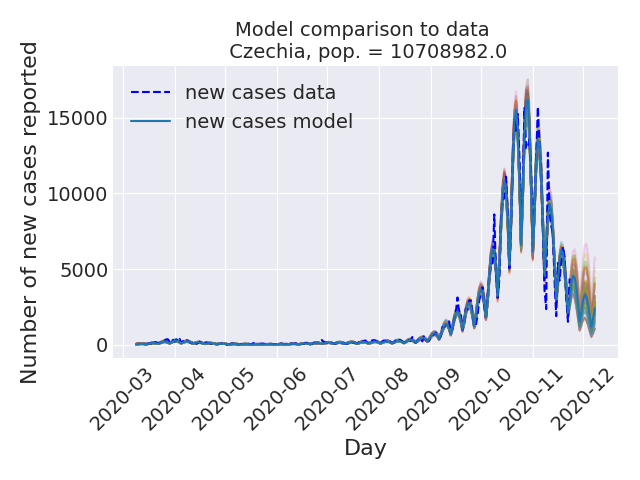 Model comparison to data
Czechia, pop. = 10708982.0
Number of new cases reported
15000
10000
5000
0
new cases data
new cases model
2020-03
2020-04
2020-05
2020-06
2020-07
2020-08
2020-09
2020-10
2020-11
2020-12
Day